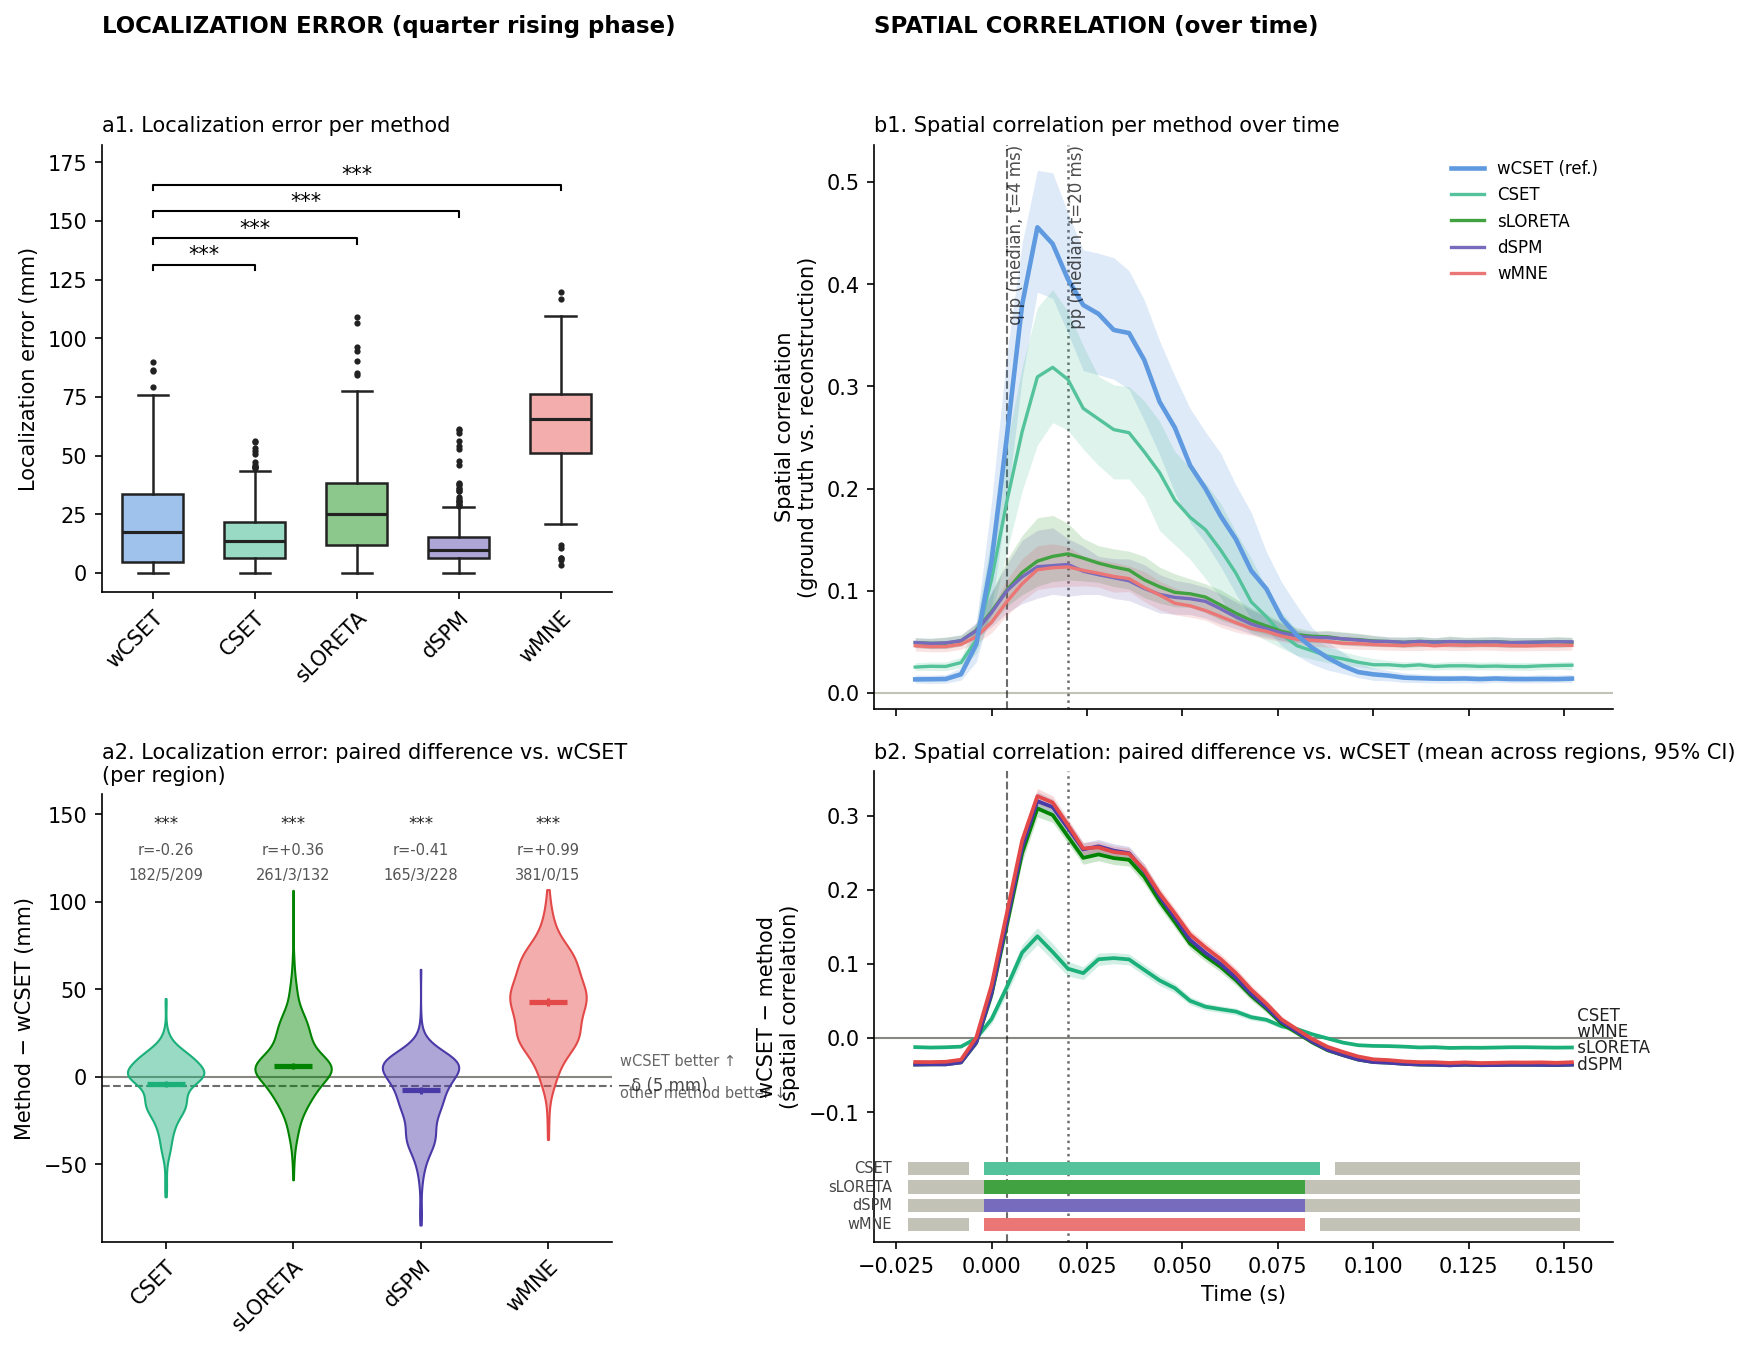 LOCALIZATION ERROR (quarter rising phase)
SPATIAL CORRELATION (over time)
a1. Localization error per method
Localization error (mm)
175
150
125
100
75
50
25
0
***
***
***
***
wCSET
CSET
sLORETA
dSPM
wMNE
b1. Spatial correlation per method over time
Spatial correlation
(ground truth vs. reconstruction)
0.5
0.4
0.3
0.2
0.1
0.0
qrp (median, t=4 ms)
pp (median, t=20 ms)
wCSET (ref.)
CSET
sLORETA
dSPM
wMNE
a2. Localization error: paired difference vs. wCSET
(per region)
Method − wCSET (mm)
150
100
50
0
−50
***
***
***
***
r=-0.26
r=+0.36
r=-0.41
r=+0.99
182/5/209
261/3/132
165/3/228
381/0/15
wCSET better ↑
−δ (5 mm)
other method better ↓
CSET
sLORETA
dSPM
wMNE
b2. Spatial correlation: paired difference vs. wCSET (mean across regions, 95% CI)
wCSET − method
(spatial correlation)
0.3
0.2
0.1
0.0
−0.1
CSET
wMNE
sLORETA
dSPM
CSET
sLORETA
dSPM
wMNE
−0.025
0.000
0.025
0.050
0.075
0.100
0.125
0.150
Time (s)